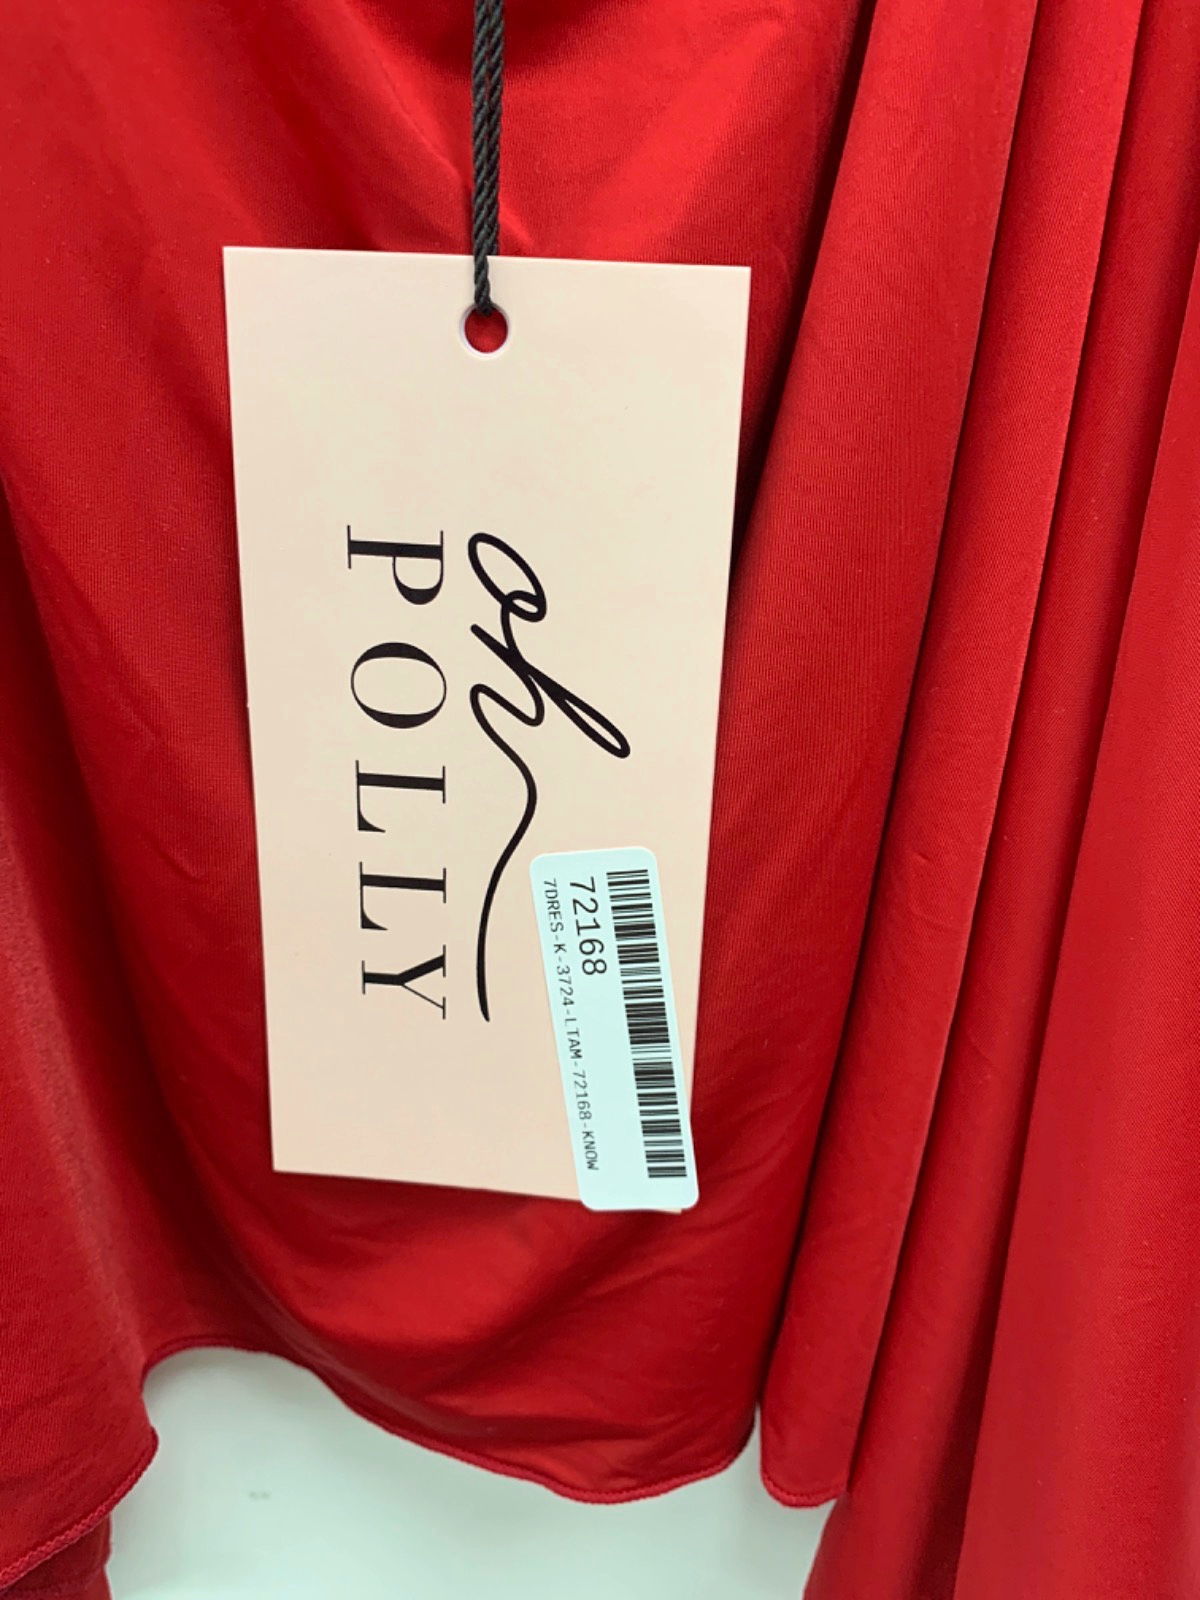 oh
POLLY
72168
7DRES-K-3724-LTAM-72168-KNOW